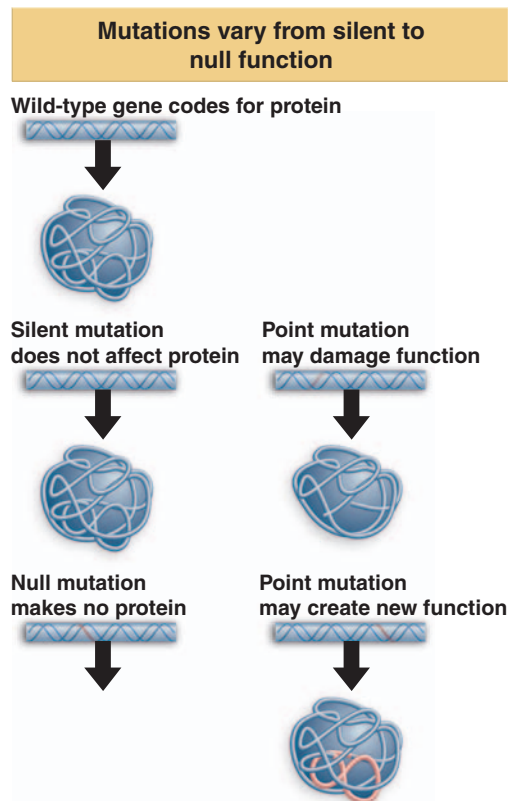 Mutations vary from silent to
null function
Wild-type gene codes for protein
Silent mutation
does not affect protein
Point mutation
may damage function
Null mutation
makes no protein
Point mutation
may create new function